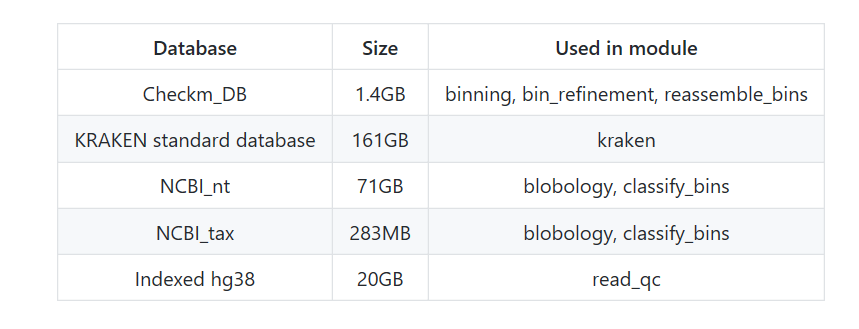 Database Size Used in module
Checkm_DB 1.4GB binning, bin_refinement, reassemble_bins
KRAKEN standard database 161GB kraken
NCBI_nt 71GB blobology, classify_bins
NCBI_tax 283MB blobology, classify_bins
Indexed hg38 20GB read_qc